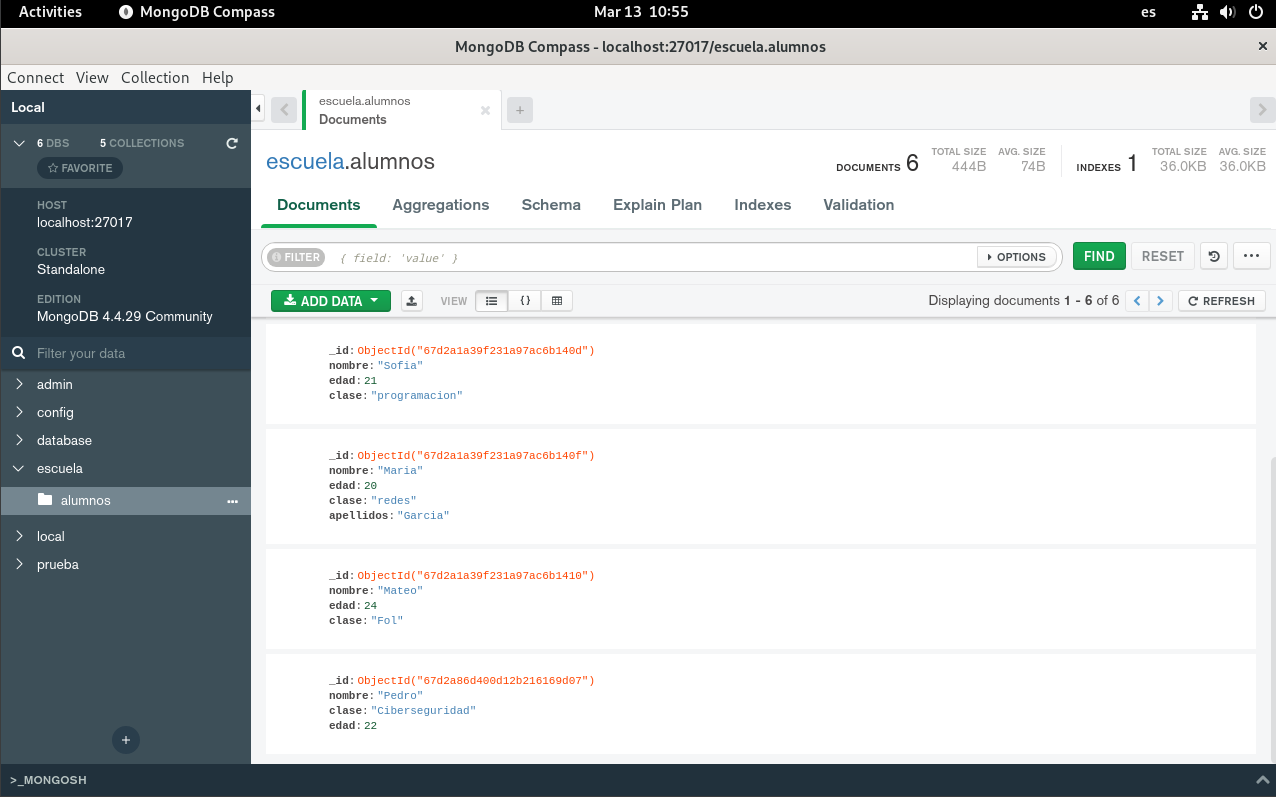 Activities MongoDB Compass Mar 13 10:55 es
MongoDB Compass - localhost:27017/escuela.alumnos ×
Connect View Collection Help
Local
6 DBS 5 COLLECTIONS
FAVORITE
HOST
localhost:27017
CLUSTER
Standalone
EDITION
MongoDB 4.4.29 Community
Filter your data
admin
config
database
escuela
alumnos ...
local
prueba
+
escuela.alumnos
Documents
+
escuela.alumnos
DOCUMENTS 6 TOTAL SIZE 444B AVG. SIZE 74B INDEXES 1 TOTAL SIZE 36.0KB AVG. SIZE 36.0KB
Documents Aggregations Schema Explain Plan Indexes Validation
FILTER { field: 'value' } OPTIONS FIND RESET ...
ADD DATA VIEW {} Displaying documents 1 - 6 of 6 < > REFRESH
_id: ObjectId("67d2a1a39f231a97ac6b140d")
nombre: "Sofia"
edad: 21
clase: "programacion"
_id: ObjectId("67d2a1a39f231a97ac6b140f")
nombre: "Maria"
edad: 20
clase: "redes"
apellidos: "Garcia"
_id: ObjectId("67d2a1a39f231a97ac6b1410")
nombre: "Mateo"
edad: 24
clase: "Fol"
_id: ObjectId("67d2a86d400d12b216169d07")
nombre: "Pedro"
clase: "Ciberseguridad"
edad: 22
>_MONGOSH